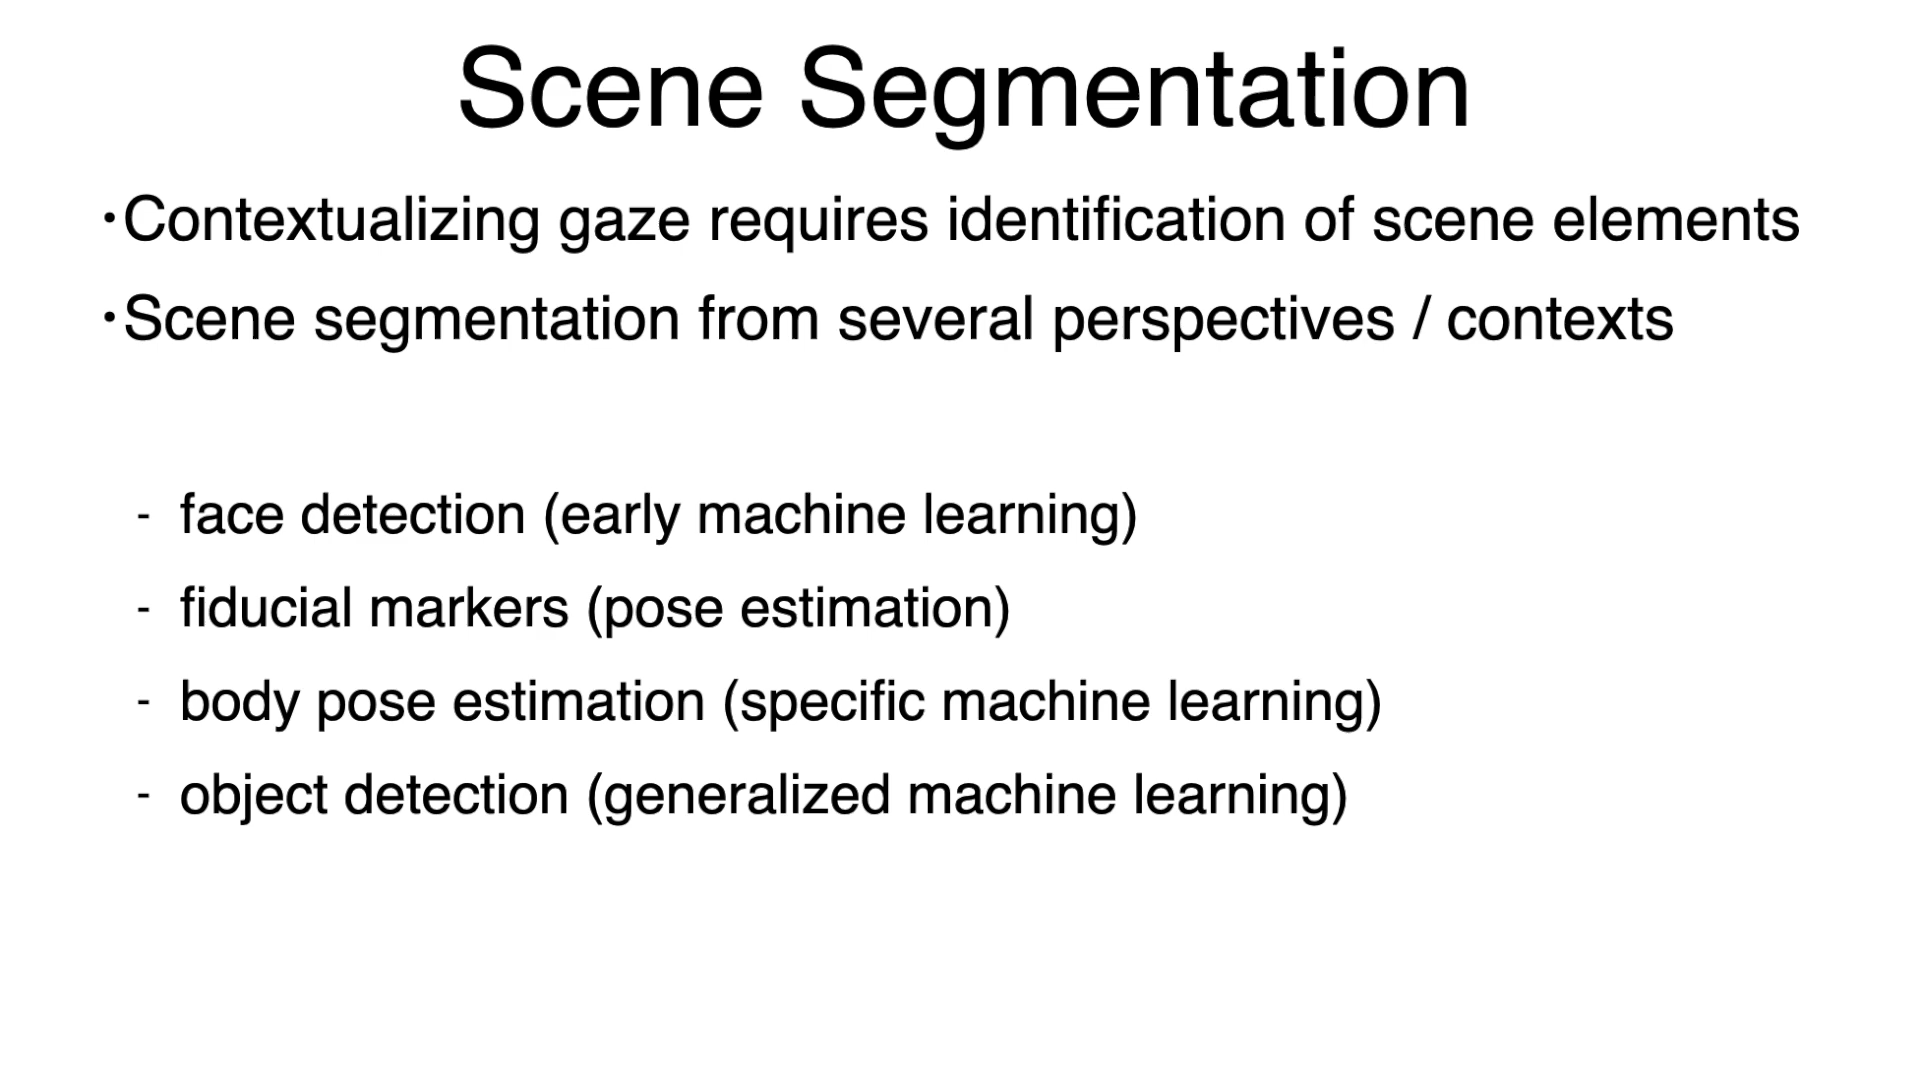 Scene Segmentation
·Contextualizing gaze requires identification of scene elements
·Scene segmentation from several perspectives / contexts
- face detection (early machine learning)
- fiducial markers (pose estimation)
- body pose estimation (specific machine learning)
- object detection (generalized machine learning)